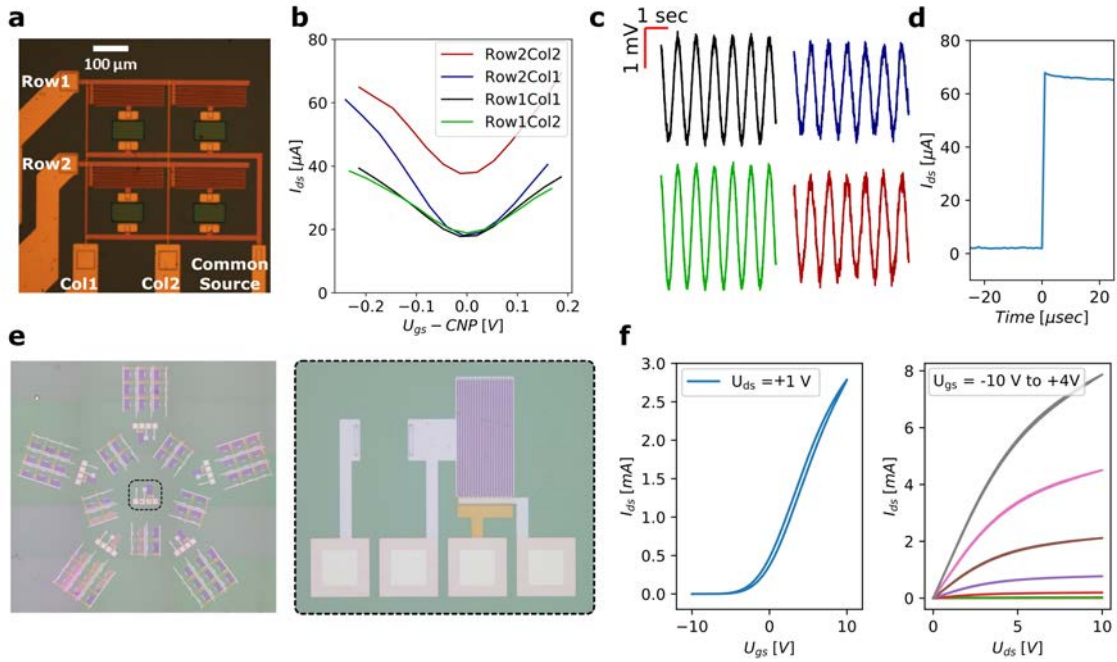 a
100 μm
Row1
Row2
Col1
Col2
Common
Source
b
80
60
40
20
0
I_ds [μA]
Row2Col2
Row2Col1
Row1Col1
Row1Col2
−0.2
−0.1
0.0
0.1
0.2
U_gs − CNP [V]
c
1 sec
1 mV
d
80
60
40
20
0
I_ds [μA]
−20
0
20
Time [μsec]
e
f
3.0
2.5
2.0
1.5
1.0
0.5
0.0
I_ds [mA]
U_ds =+1 V
−10
0
10
U_gs [V]
8
6
4
2
0
I_ds [mA]
U_gs = -10 V to +4V
0
5
10
U_ds [V]